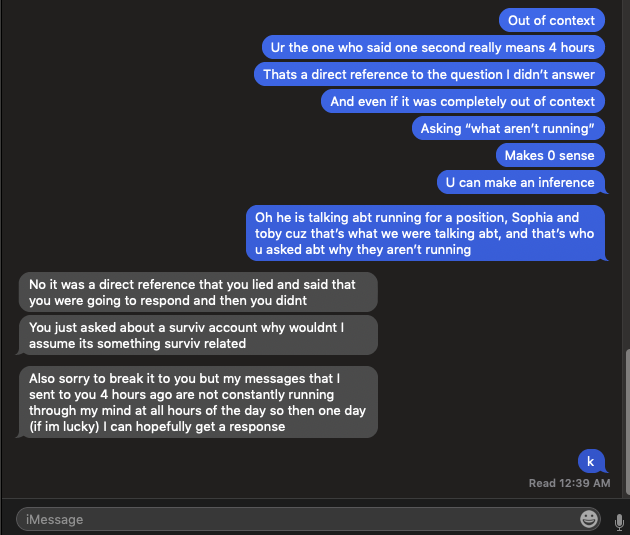 Out of context
Ur the one who said one second really means 4 hours
Thats a direct reference to the question I didn't answer
And even if it was completely out of context
Asking “what aren't running”
Makes 0 sense
U can make an inference
Oh he is talking abt running for a position, Sophia and
toby cuz that's what we were talking abt, and that's who
u asked abt why they aren't running
No it was a direct reference that you lied and said that
you were going to respond and then you didnt
You just asked about a surviv account why wouldnt I
assume its something surviv related
Also sorry to break it to you but my messages that I
sent to you 4 hours ago are not constantly running
through my mind at all hours of the day so then one day
(if im lucky) I can hopefully get a response
k
Read 12:39 AM
iMessage